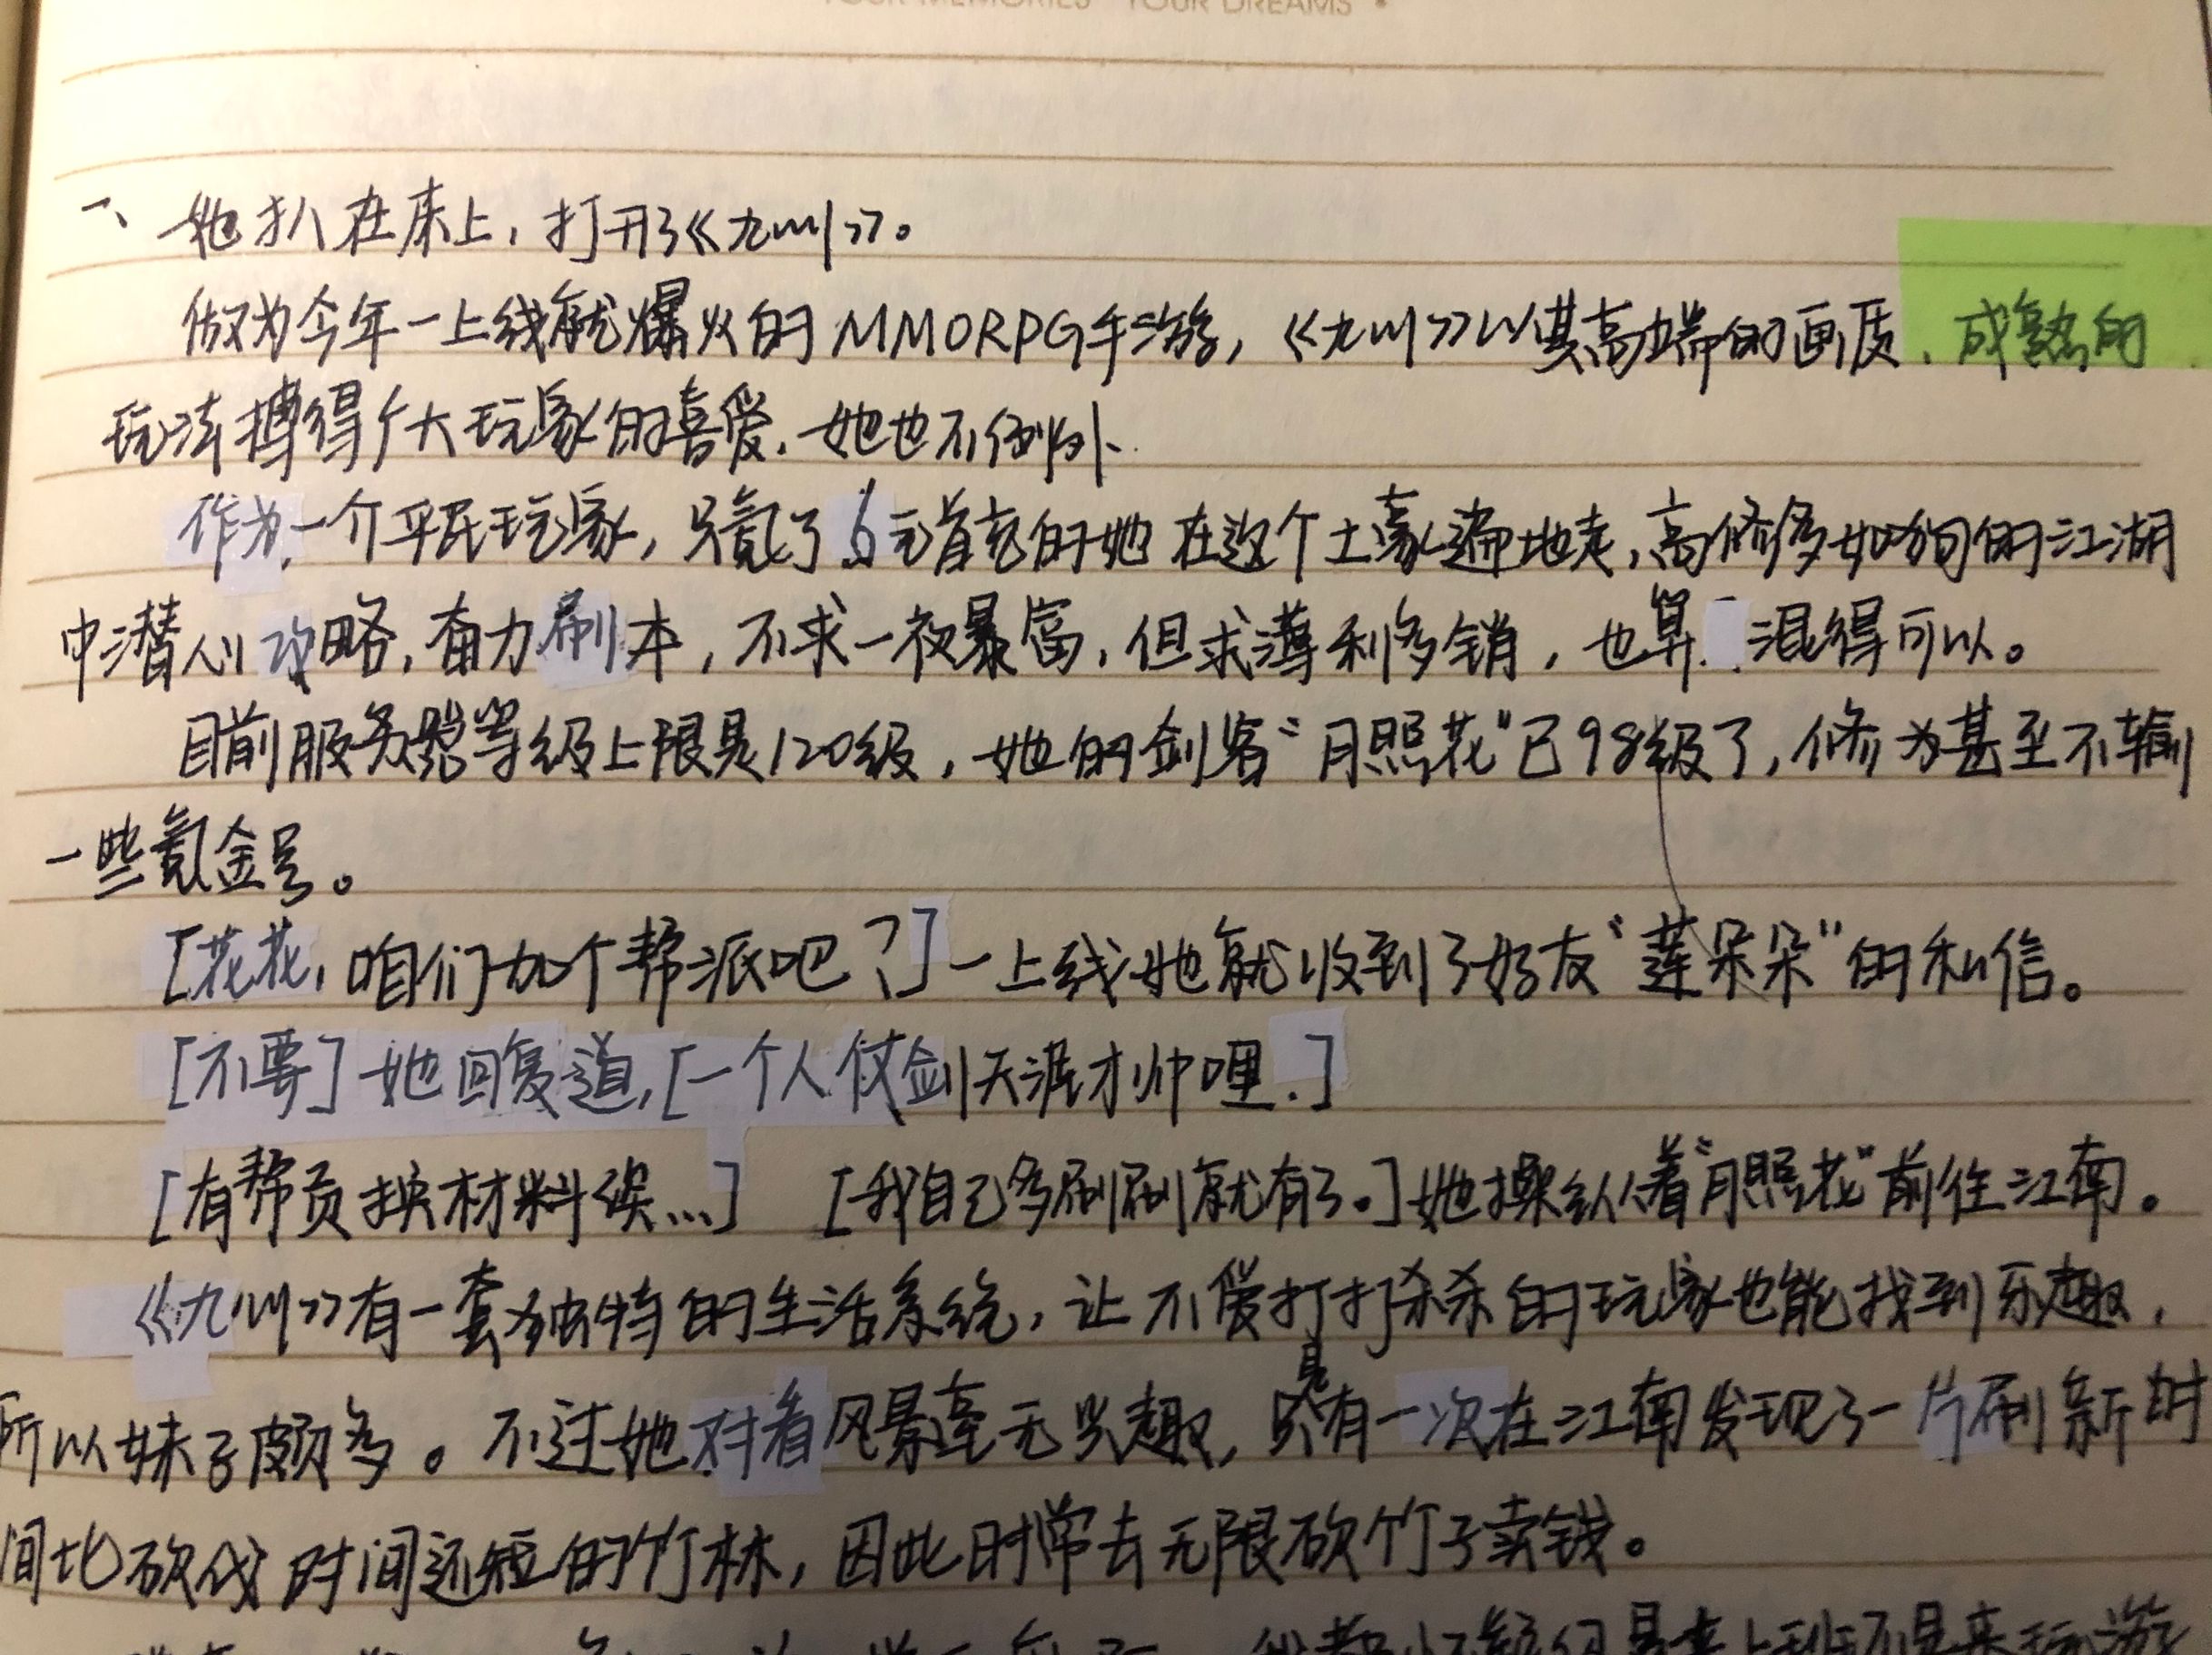 YOUR MEMORIES YOUR DREAMS
一、她扒在床上，打开了《九州》。
做为今年一上线就爆火的MMORPG手游，《九州》以其高端的画质、成熟的
玩法搏得广大玩家的喜爱.她也不例外.
作为一介平民玩家，只氪了6元首充的她在这个土豪遍地走，高修多如狗的江湖
中潜心攻略，奋力刷本，不求一夜暴富，但求薄利多销，也算混得可以。
目前服务器等级上限是120级，她的剑客“月照花”已98级了，修为甚至不输
一些氪金号。
[花花，咱们加个帮派吧？]一上线她就收到了好友“莲朵朵”的私信。
[不要]她回复道，[一个人仗剑天涯才帅哩.]
[有帮贡换材料诶…] [我自己多刷刷就有了。]她操纵着“月照花”前往江南。
《九州》有一套独特的生活系统，让不爱打打杀杀的玩家也能找到乐趣，
所以妹子颇多。不过她对看风景毫无兴趣，只是有一次在江南发现了一片刷新时
间比砍伐时间还短的竹林，因此时常去无限砍竹子卖钱。